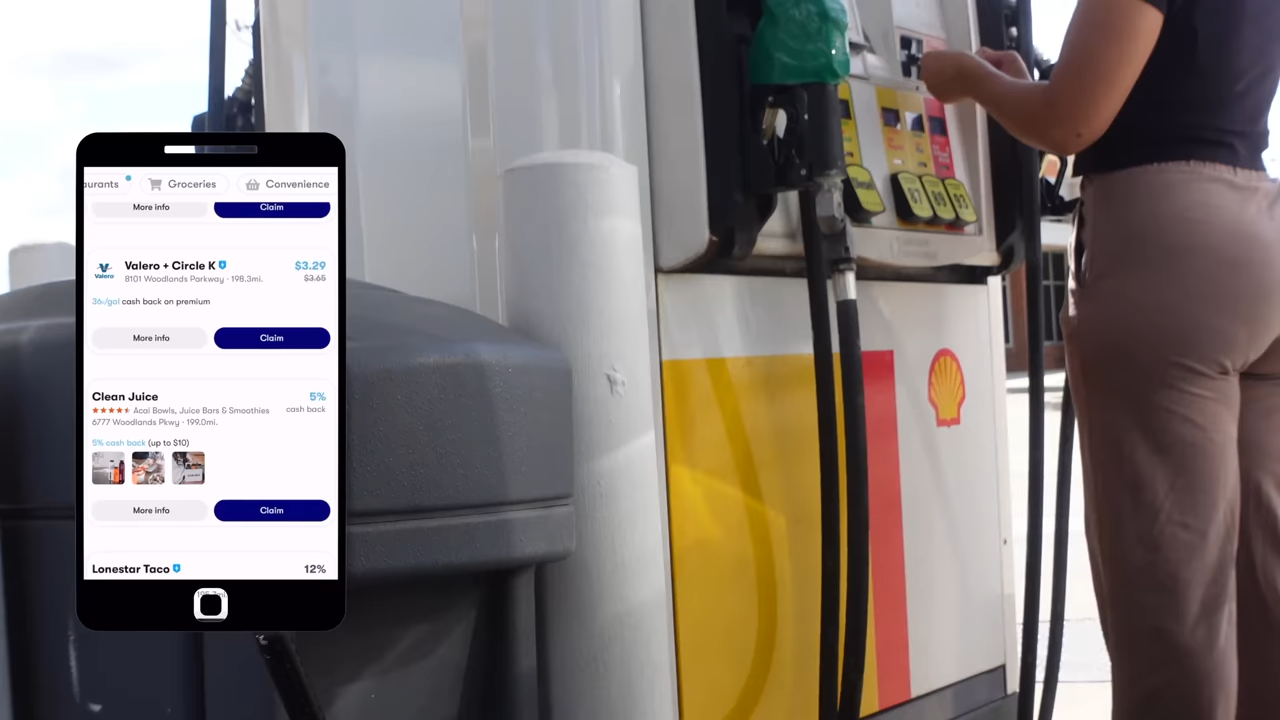 aurants
Groceries
Convenience
More info
Claim
Valero
Valero + Circle K
$3.29
8101 Woodlands Parkway · 198.3mi.
$3.65
36¢/gal cash back on premium
More info
Claim
Clean Juice
5%
Acai Bowls, Juice Bars & Smoothies
cash back
6777 Woodlands Pkwy · 199.0mi.
5% cash back (up to $10)
More info
Claim
Lonestar Taco
12%
87
89
93